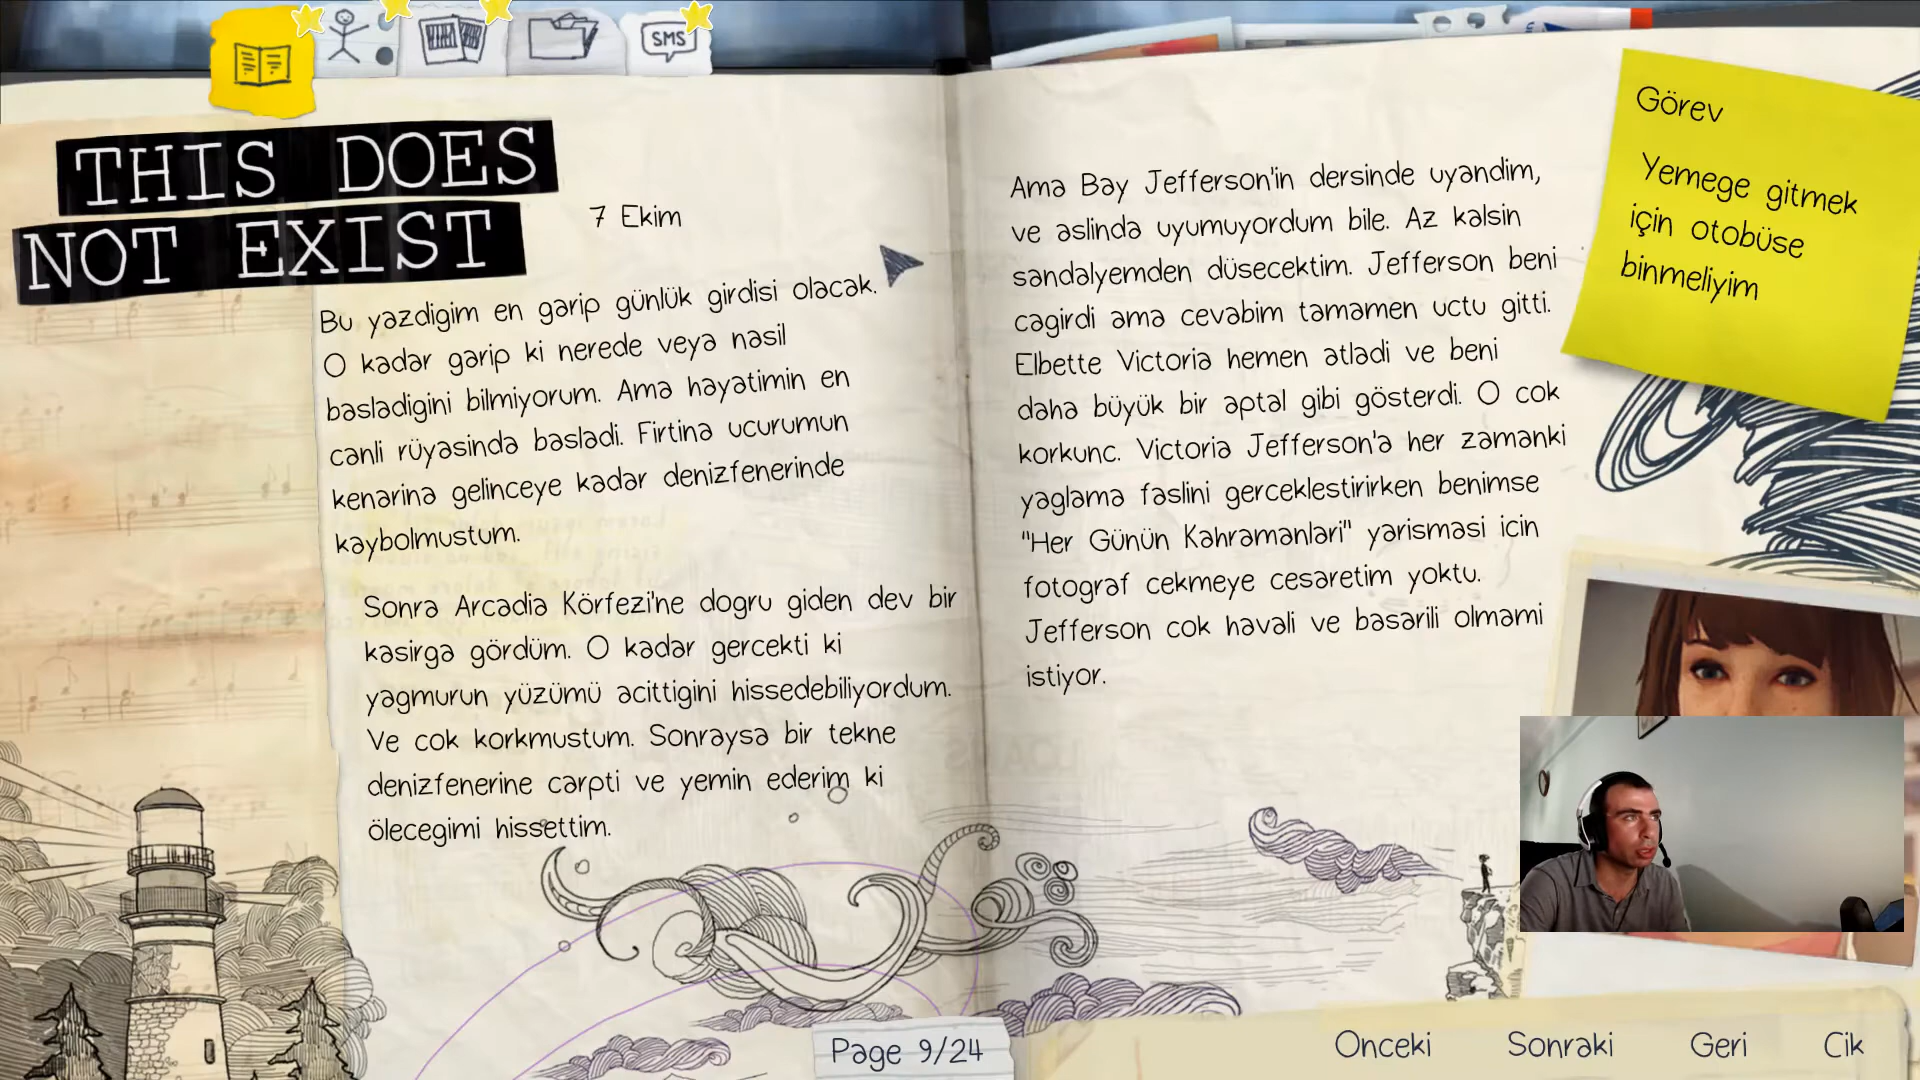 SMS
THIS DOES
NOT EXIST
7 Ekim
Bu yazdigim en garip günlük girdisi olacak.
O kadar garip ki nerede veya nasil
basladigini bilmiyorum. Ama hayatimin en
canli rüyasinda basladi. Firtina ucurumun
kenarina gelinceye kadar denizfenerinde
kaybolmustum.
Sonra Arcadia Körfezi'ne dogru giden dev bir
kasirga gördüm. O kadar gercekti ki
yagmurun yüzümü acittigini hissedebiliyordum.
Ve cok korkmustum. Sonraysa bir tekne
denizfenerine carpti ve yemin ederim ki
ölecegimi hissettim.
Ama Bay Jefferson'in dersinde uyandim,
ve aslinda uyumuyordum bile. Az kalsin
sandalyemden düsecektim. Jefferson beni
cagirdi ama cevabim tamamen uctu gitti.
Elbette Victoria hemen atladi ve beni
daha büyük bir aptal gibi gösterdi. O cok
korkunc. Victoria Jefferson'a her zamanki
yaglama faslini gerceklestirirken benimse
"Her Günün Kahramanlari" yarismasi icin
fotograf cekmeye cesaretim yoktu.
Jefferson cok havali ve basarili olmami
istiyor.
Görev
Yemege gitmek
için otobüse
binmeliyim
Page 9/24
Onceki Sonraki Geri Cik